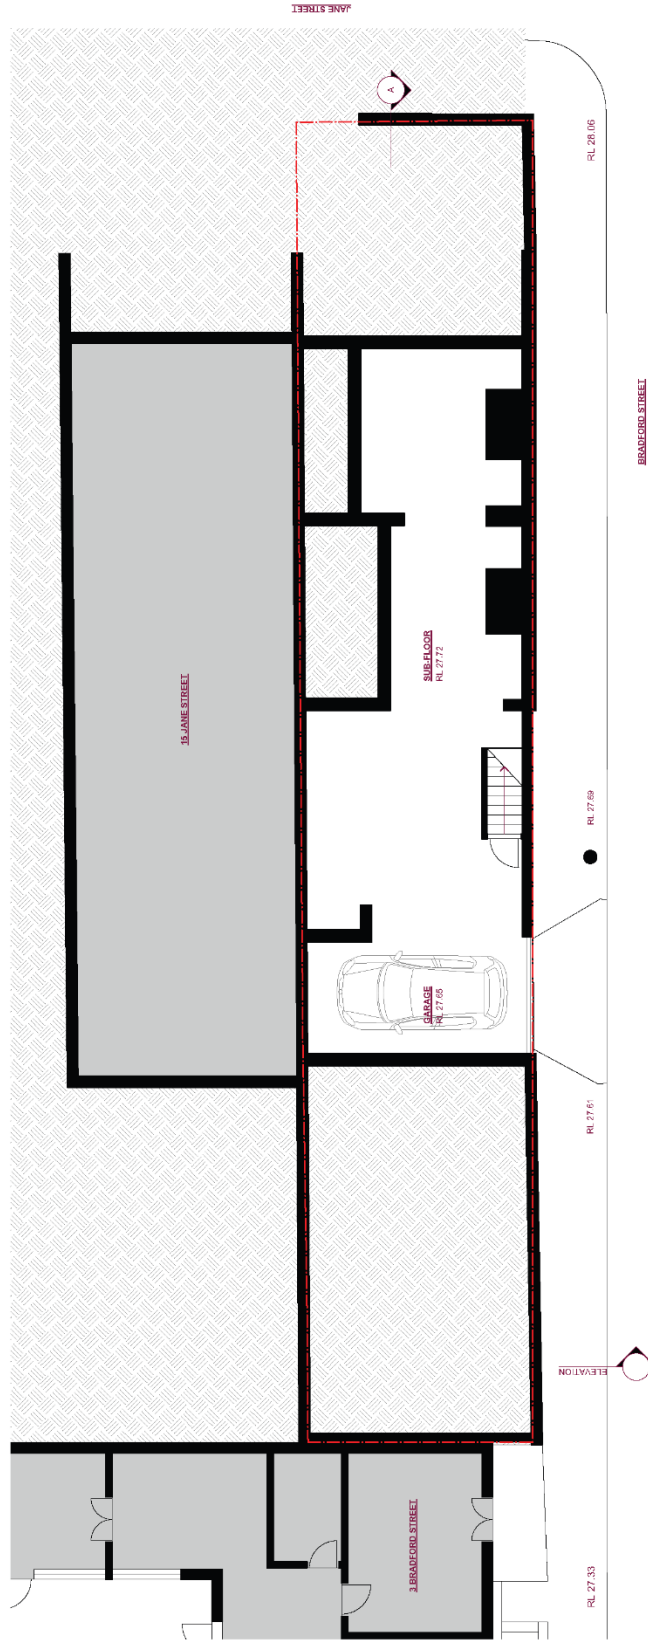 JANE STREET
A
RL 28.06
BRADFORD STREET
SUB-FLOOR
RL 27.72
15 JANE STREET
RL 27.69
GARAGE
RL 27.65
RL 27.61
ELEVATION
3 BRADFORD STREET
RL 27.33